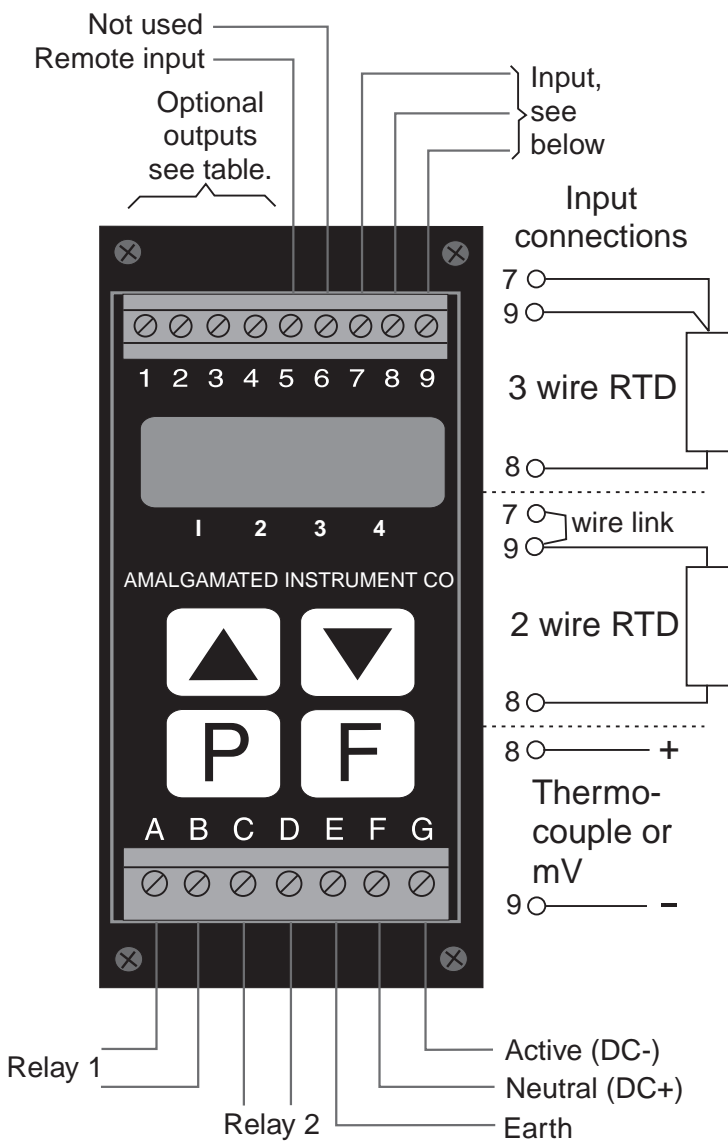 Not used
Remote input
Optional
outputs
see table.
Input,
see
below
Input
connections
1 2 3 4 5 6 7 8 9
I 2 3 4
AMALGAMATED INSTRUMENT CO
P F
A B C D E F G
7
9
3 wire RTD
8
7
wire link
9
2 wire RTD
8
8 +
Thermo-
couple or
mV
9 -
Relay 1
Relay 2
Active (DC-)
Neutral (DC+)
Earth